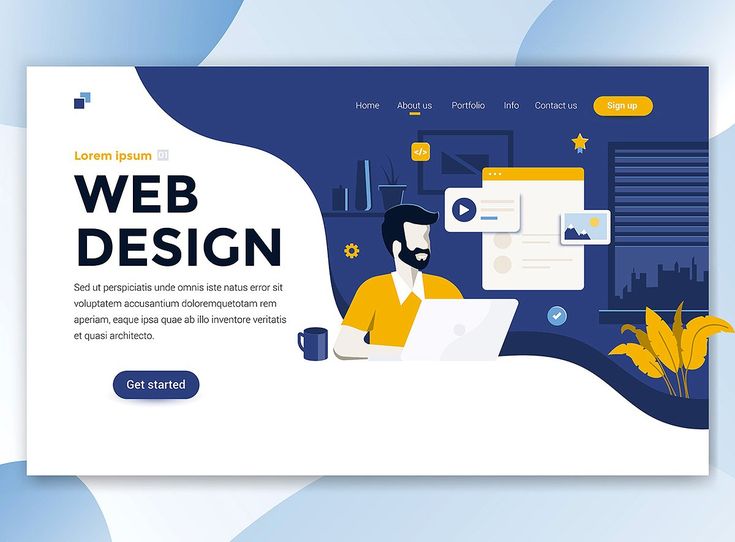 Home About us Portfolio Info Contact us Sign up
</>
Lorem ipsum 01
WEB
DESIGN
Sed ut perspiciatis unde omnis iste natus error sit
voluptatem accusantium doloremquetotam rem
aperiam, eaque ipsa quae ab illo inventore veritatis
et quasi architecto.
Get started